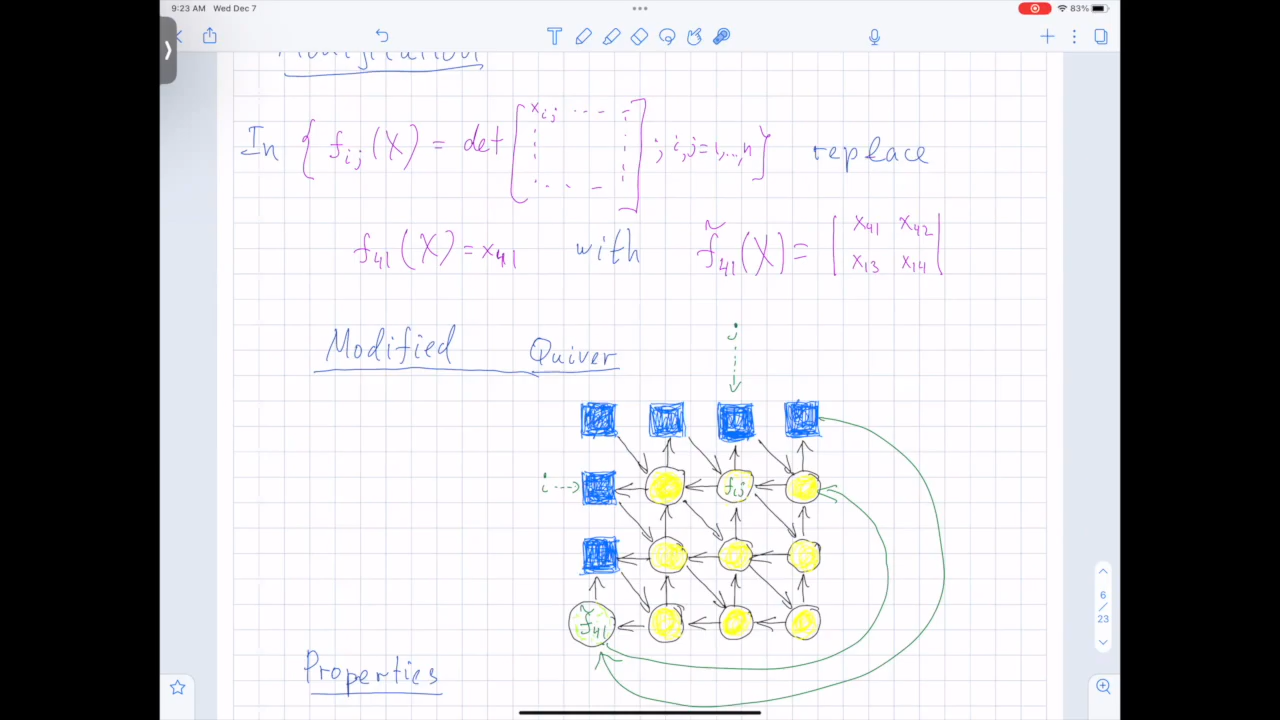 9:23 AM Wed Dec 7
83%
In { f_ij (X) = det [ x_ij ... ] ; i,j=1,...,n } replace
f_41 (X) = x_41 with f̃_41 (X) = | x_41 x_42 |
| x_13 x_14 |
Modified Quiver
j
i
f_ij
f̃_41
Properties
6
/
23